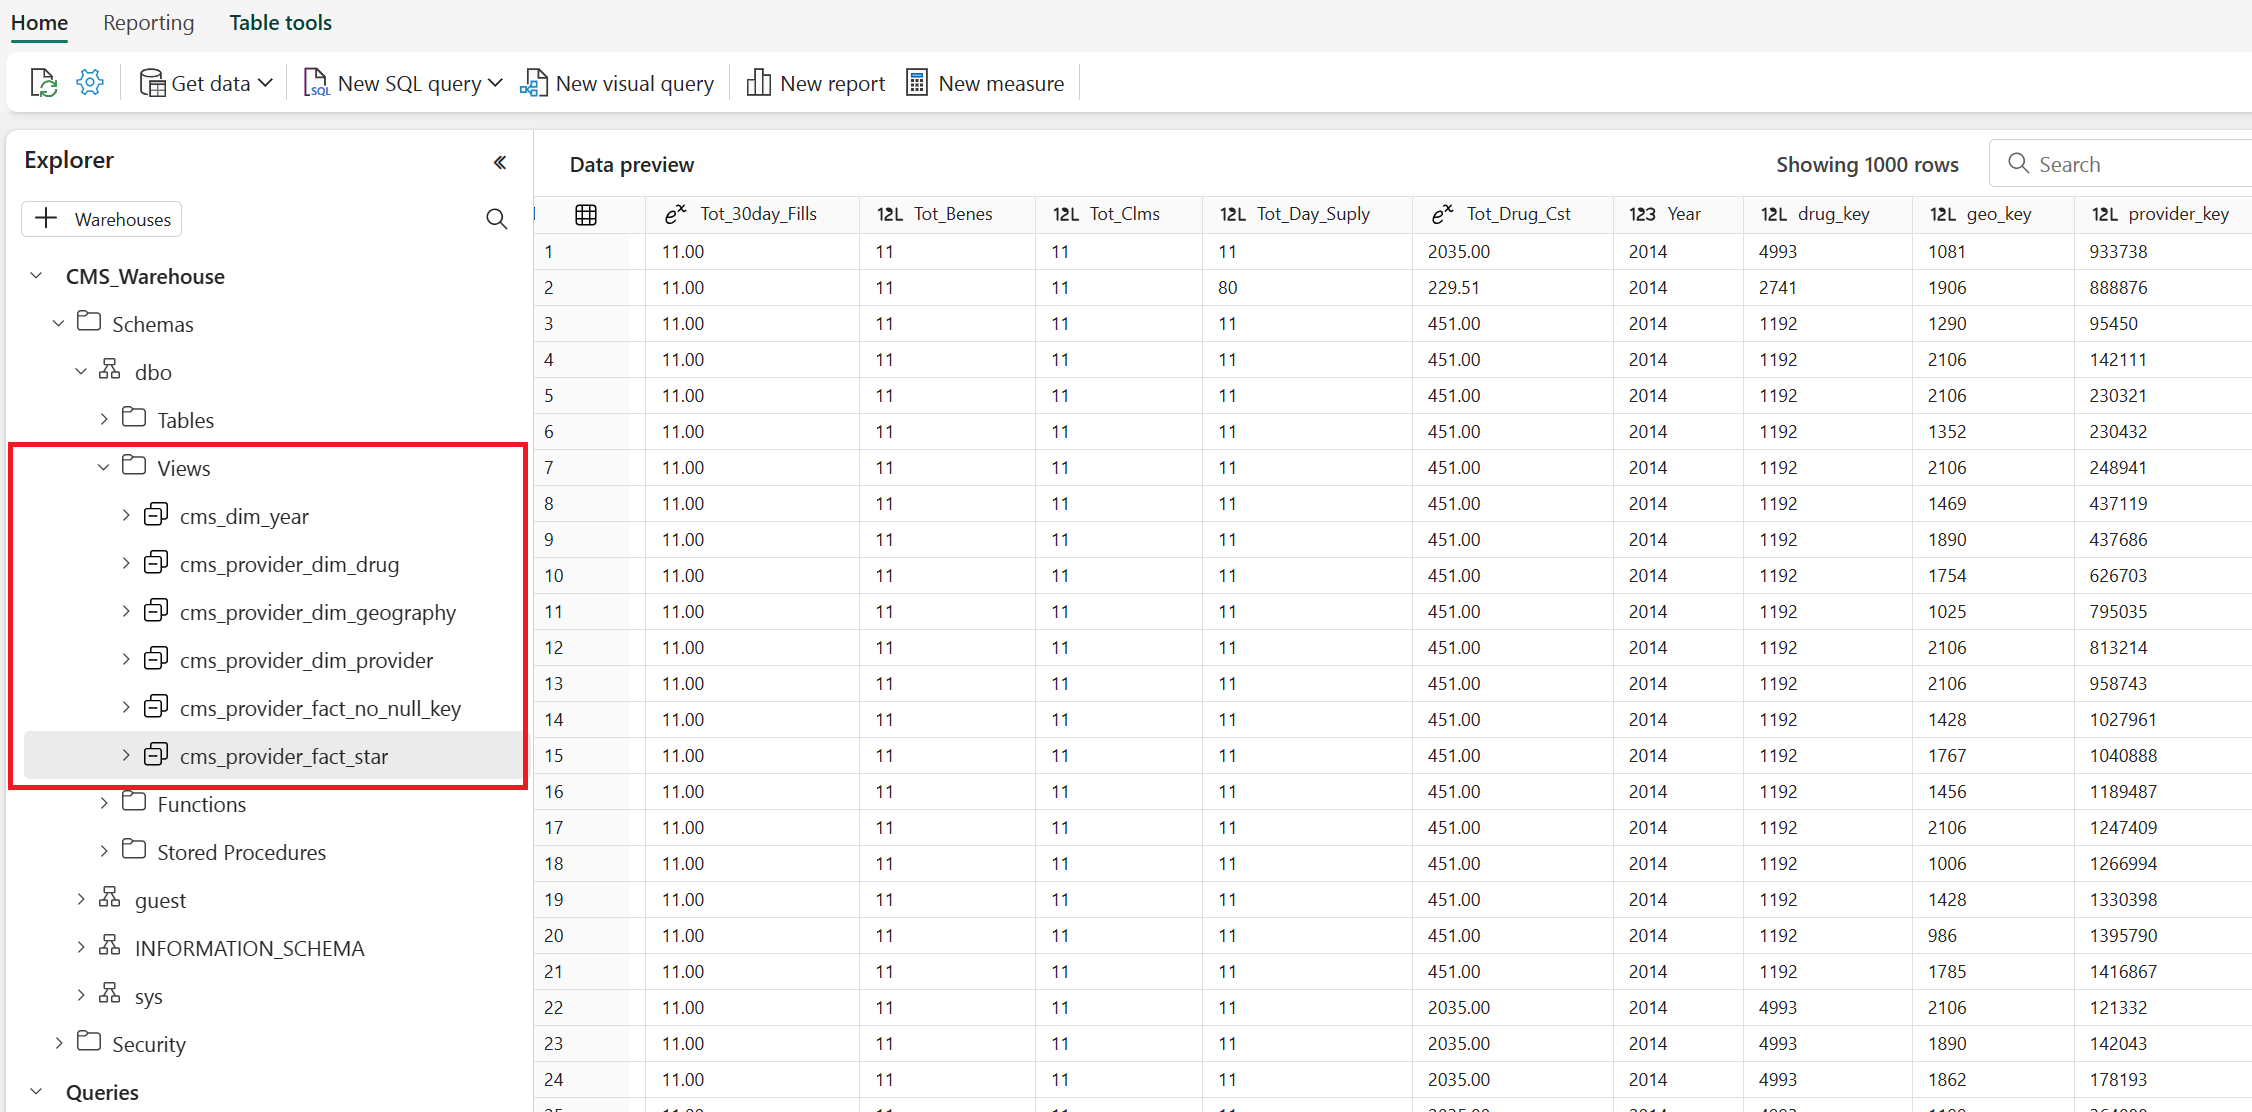 Home Reporting Table tools
Get data New SQL query New visual query New report New measure
Explorer
Warehouses
CMS_Warehouse
Schemas
dbo
Tables
Views
cms_dim_year
cms_provider_dim_drug
cms_provider_dim_geography
cms_provider_dim_provider
cms_provider_fact_no_null_key
cms_provider_fact_star
Functions
Stored Procedures
guest
INFORMATION_SCHEMA
sys
Security
Queries
Data preview Showing 1000 rows Search
Tot_30day_Fills 12L Tot_Benes 12L Tot_Clms 12L Tot_Day_Suply Tot_Drug_Cst 123 Year 12L drug_key 12L geo_key 12L provider_key
1 11.00 11 11 11 2035.00 2014 4993 1081 933738
2 11.00 11 11 80 229.51 2014 2741 1906 888876
3 11.00 11 11 11 451.00 2014 1192 1290 95450
4 11.00 11 11 11 451.00 2014 1192 2106 142111
5 11.00 11 11 11 451.00 2014 1192 2106 230321
6 11.00 11 11 11 451.00 2014 1192 1352 230432
7 11.00 11 11 11 451.00 2014 1192 2106 248941
8 11.00 11 11 11 451.00 2014 1192 1469 437119
9 11.00 11 11 11 451.00 2014 1192 1890 437686
10 11.00 11 11 11 451.00 2014 1192 1754 626703
11 11.00 11 11 11 451.00 2014 1192 1025 795035
12 11.00 11 11 11 451.00 2014 1192 2106 813214
13 11.00 11 11 11 451.00 2014 1192 2106 958743
14 11.00 11 11 11 451.00 2014 1192 1428 1027961
15 11.00 11 11 11 451.00 2014 1192 1767 1040888
16 11.00 11 11 11 451.00 2014 1192 1456 1189487
17 11.00 11 11 11 451.00 2014 1192 2106 1247409
18 11.00 11 11 11 451.00 2014 1192 1006 1266994
19 11.00 11 11 11 451.00 2014 1192 1428 1330398
20 11.00 11 11 11 451.00 2014 1192 986 1395790
21 11.00 11 11 11 451.00 2014 1192 1785 1416867
22 11.00 11 11 11 2035.00 2014 4993 2106 121332
23 11.00 11 11 11 2035.00 2014 4993 1890 142043
24 11.00 11 11 11 2035.00 2014 4993 1862 178193